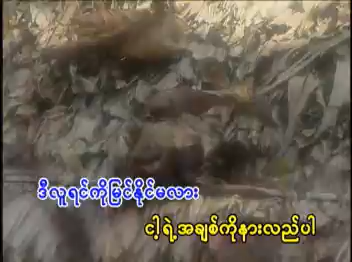 ဒီလူရင်ကိုမြင်နိုင်မလား
ငါ့ရဲ့အချစ်ကိုနားလည်ပါ